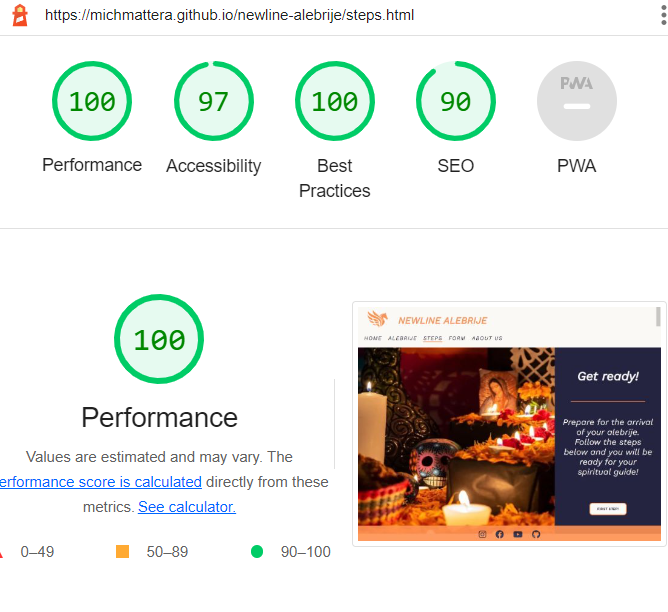 https://michmattera.github.io/newline-alebrije/steps.html
100
97
100
90
PWA
Performance
Accessibility
Best
Practices
SEO
PWA
100
Performance
Values are estimated and may vary. The
erformance score is calculated directly from these
metrics. See calculator.
0–49
50–89
90–100
NEWLINE ALEBRIJE
HOME ALEBRIJE STEPS FORM ABOUT US
Get ready!
Prepare for the arrival
of your alebrije.
Follow the steps
below and you will be
ready for your
spiritual guide!